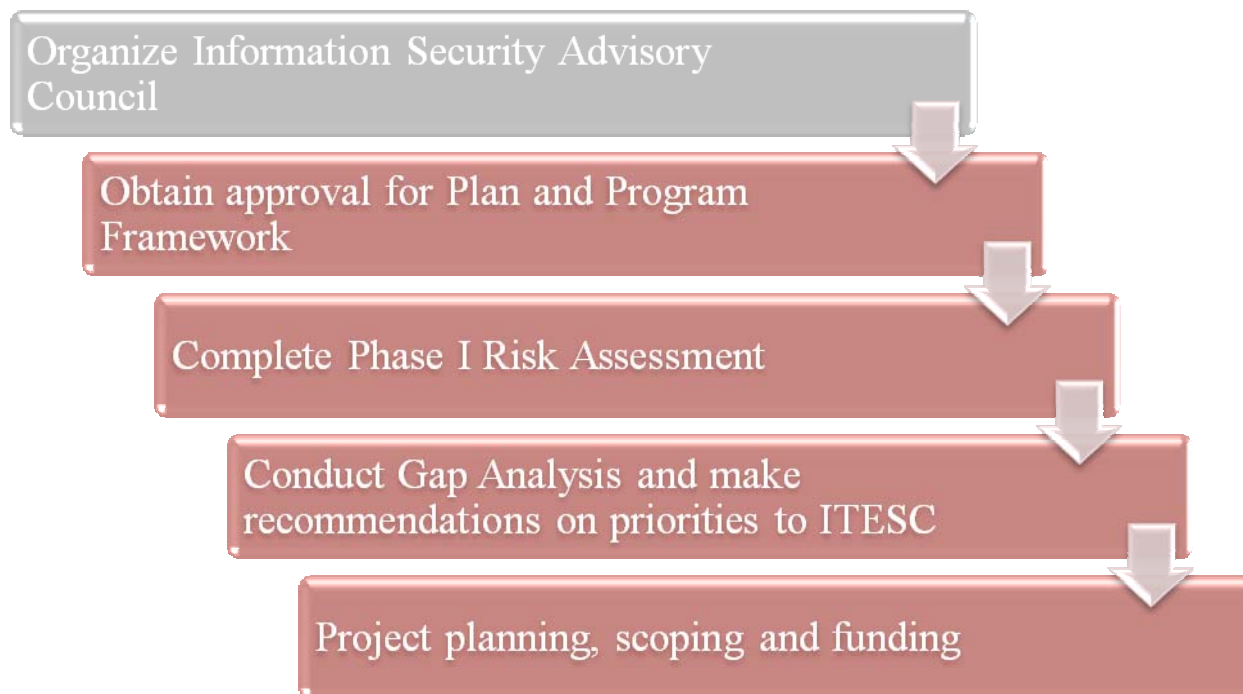 Organize Information Security Advisory
Council
Obtain approval for Plan and Program
Framework
Complete Phase I Risk Assessment
Conduct Gap Analysis and make
recommendations on priorities to ITESC
Project planning, scoping and funding